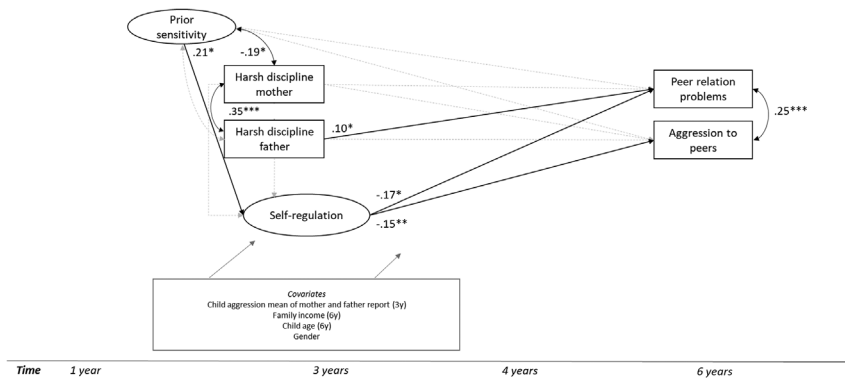 Prior
sensitivity
.21*
-.19*
Harsh discipline
mother
.35***
Harsh discipline
father
.10*
Peer relation
problems
.25***
Aggression to
peers
-.17*
Self-regulation
-.15**
Covariates
Child aggression mean of mother and father report (3y)
Family income (6y)
Child age (6y)
Gender
Time 1 year 3 years 4 years 6 years